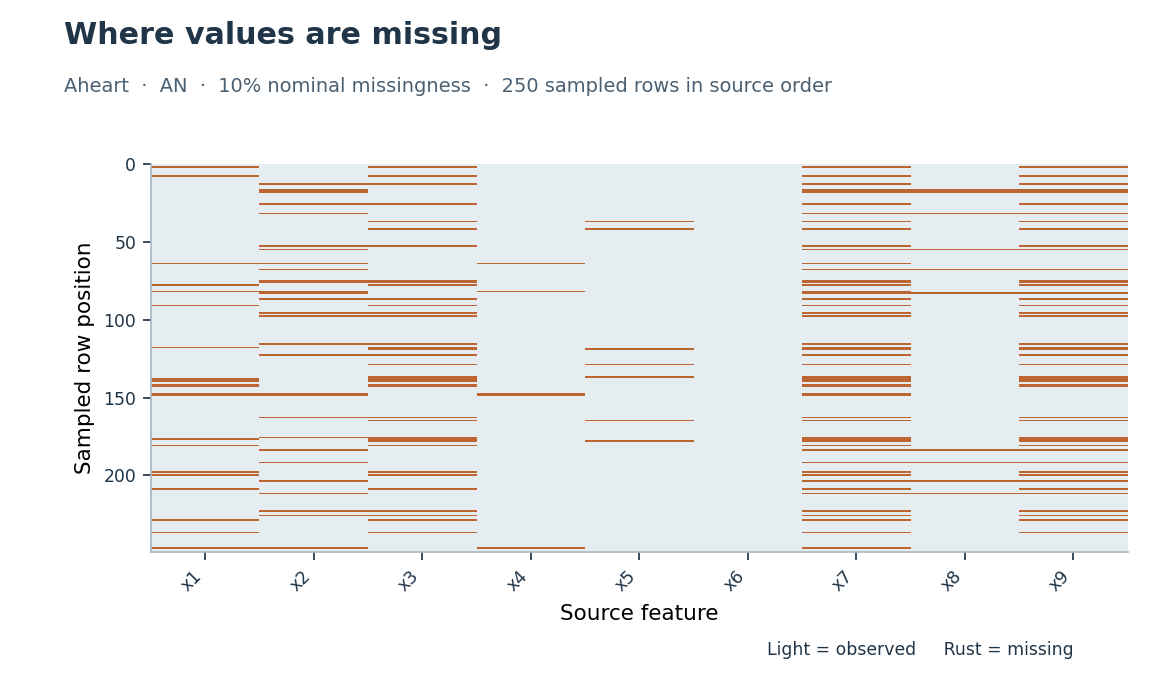 Where values are missing
Aheart · AN · 10% nominal missingness · 250 sampled rows in source order
0
50
100
150
200
Sampled row position
x1 x2 x3 x4 x5 x6 x7 x8 x9
Source feature
Light = observed Rust = missing